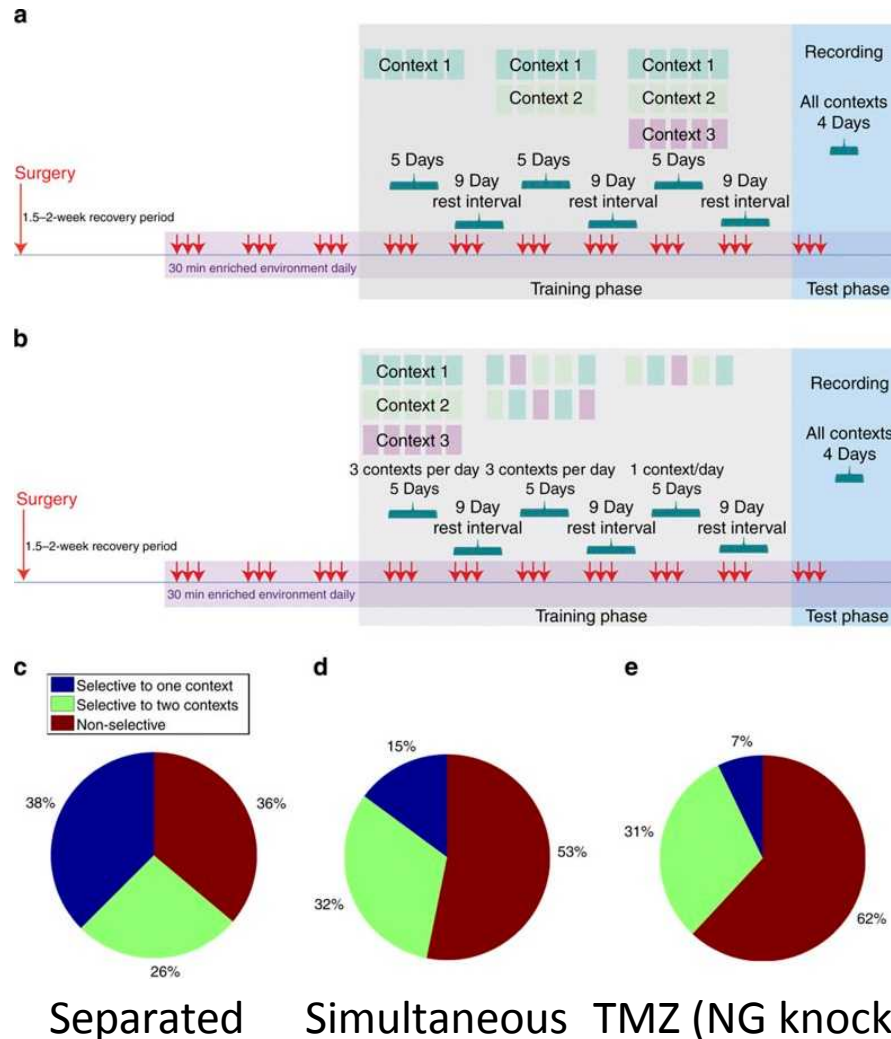 a
Context 1
Context 1
Context 1
Recording
Context 2
Context 2
All contexts
4 Days
Context 3
5 Days
5 Days
5 Days
Surgery
9 Day
rest interval
9 Day
rest interval
9 Day
rest interval
1.5–2-week recovery period
30 min enriched environment daily
Training phase
Test phase
b
Context 1
Recording
Context 2
All contexts
4 Days
Context 3
3 contexts per day
3 contexts per day
1 context/day
5 Days
5 Days
5 Days
Surgery
9 Day
rest interval
9 Day
rest interval
9 Day
rest interval
1.5–2-week recovery period
30 min enriched environment daily
Training phase
Test phase
c
d
e
Selective to one context
Selective to two contexts
Non-selective
38%
36%
26%
15%
53%
32%
7%
31%
62%
Separated
Simultaneous
TMZ (NG knock